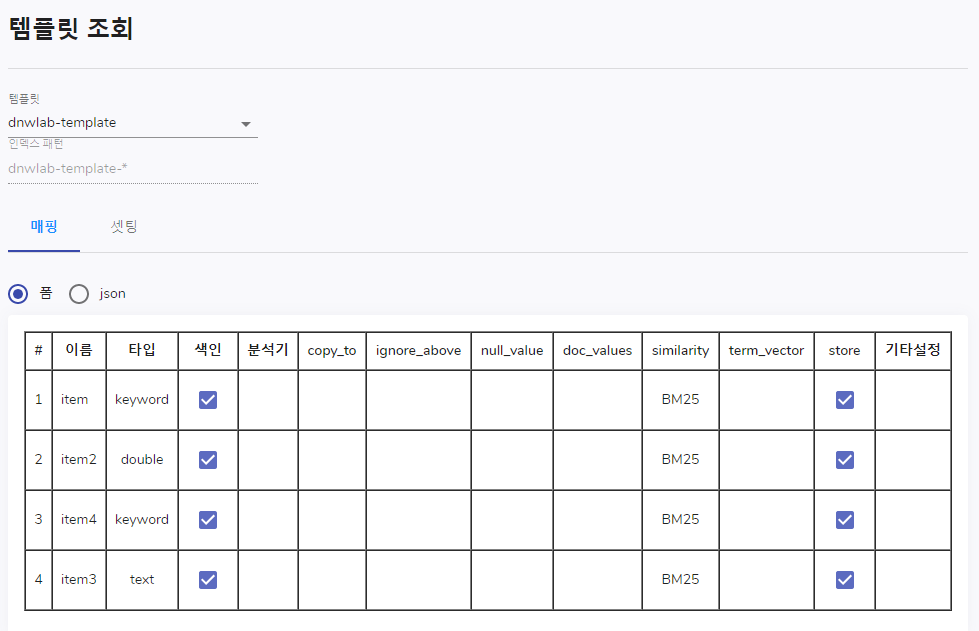 템플릿 조회
템플릿
dnwlab-template
인덱스 패턴
dnwlab-template-*
매핑 셋팅
폼 json
# 이름 타입 색인 분석기 copy_to ignore_above null_value doc_values similarity term_vector store 기타설정
1 item keyword BM25
2 item2 double BM25
3 item4 keyword BM25
4 item3 text BM25